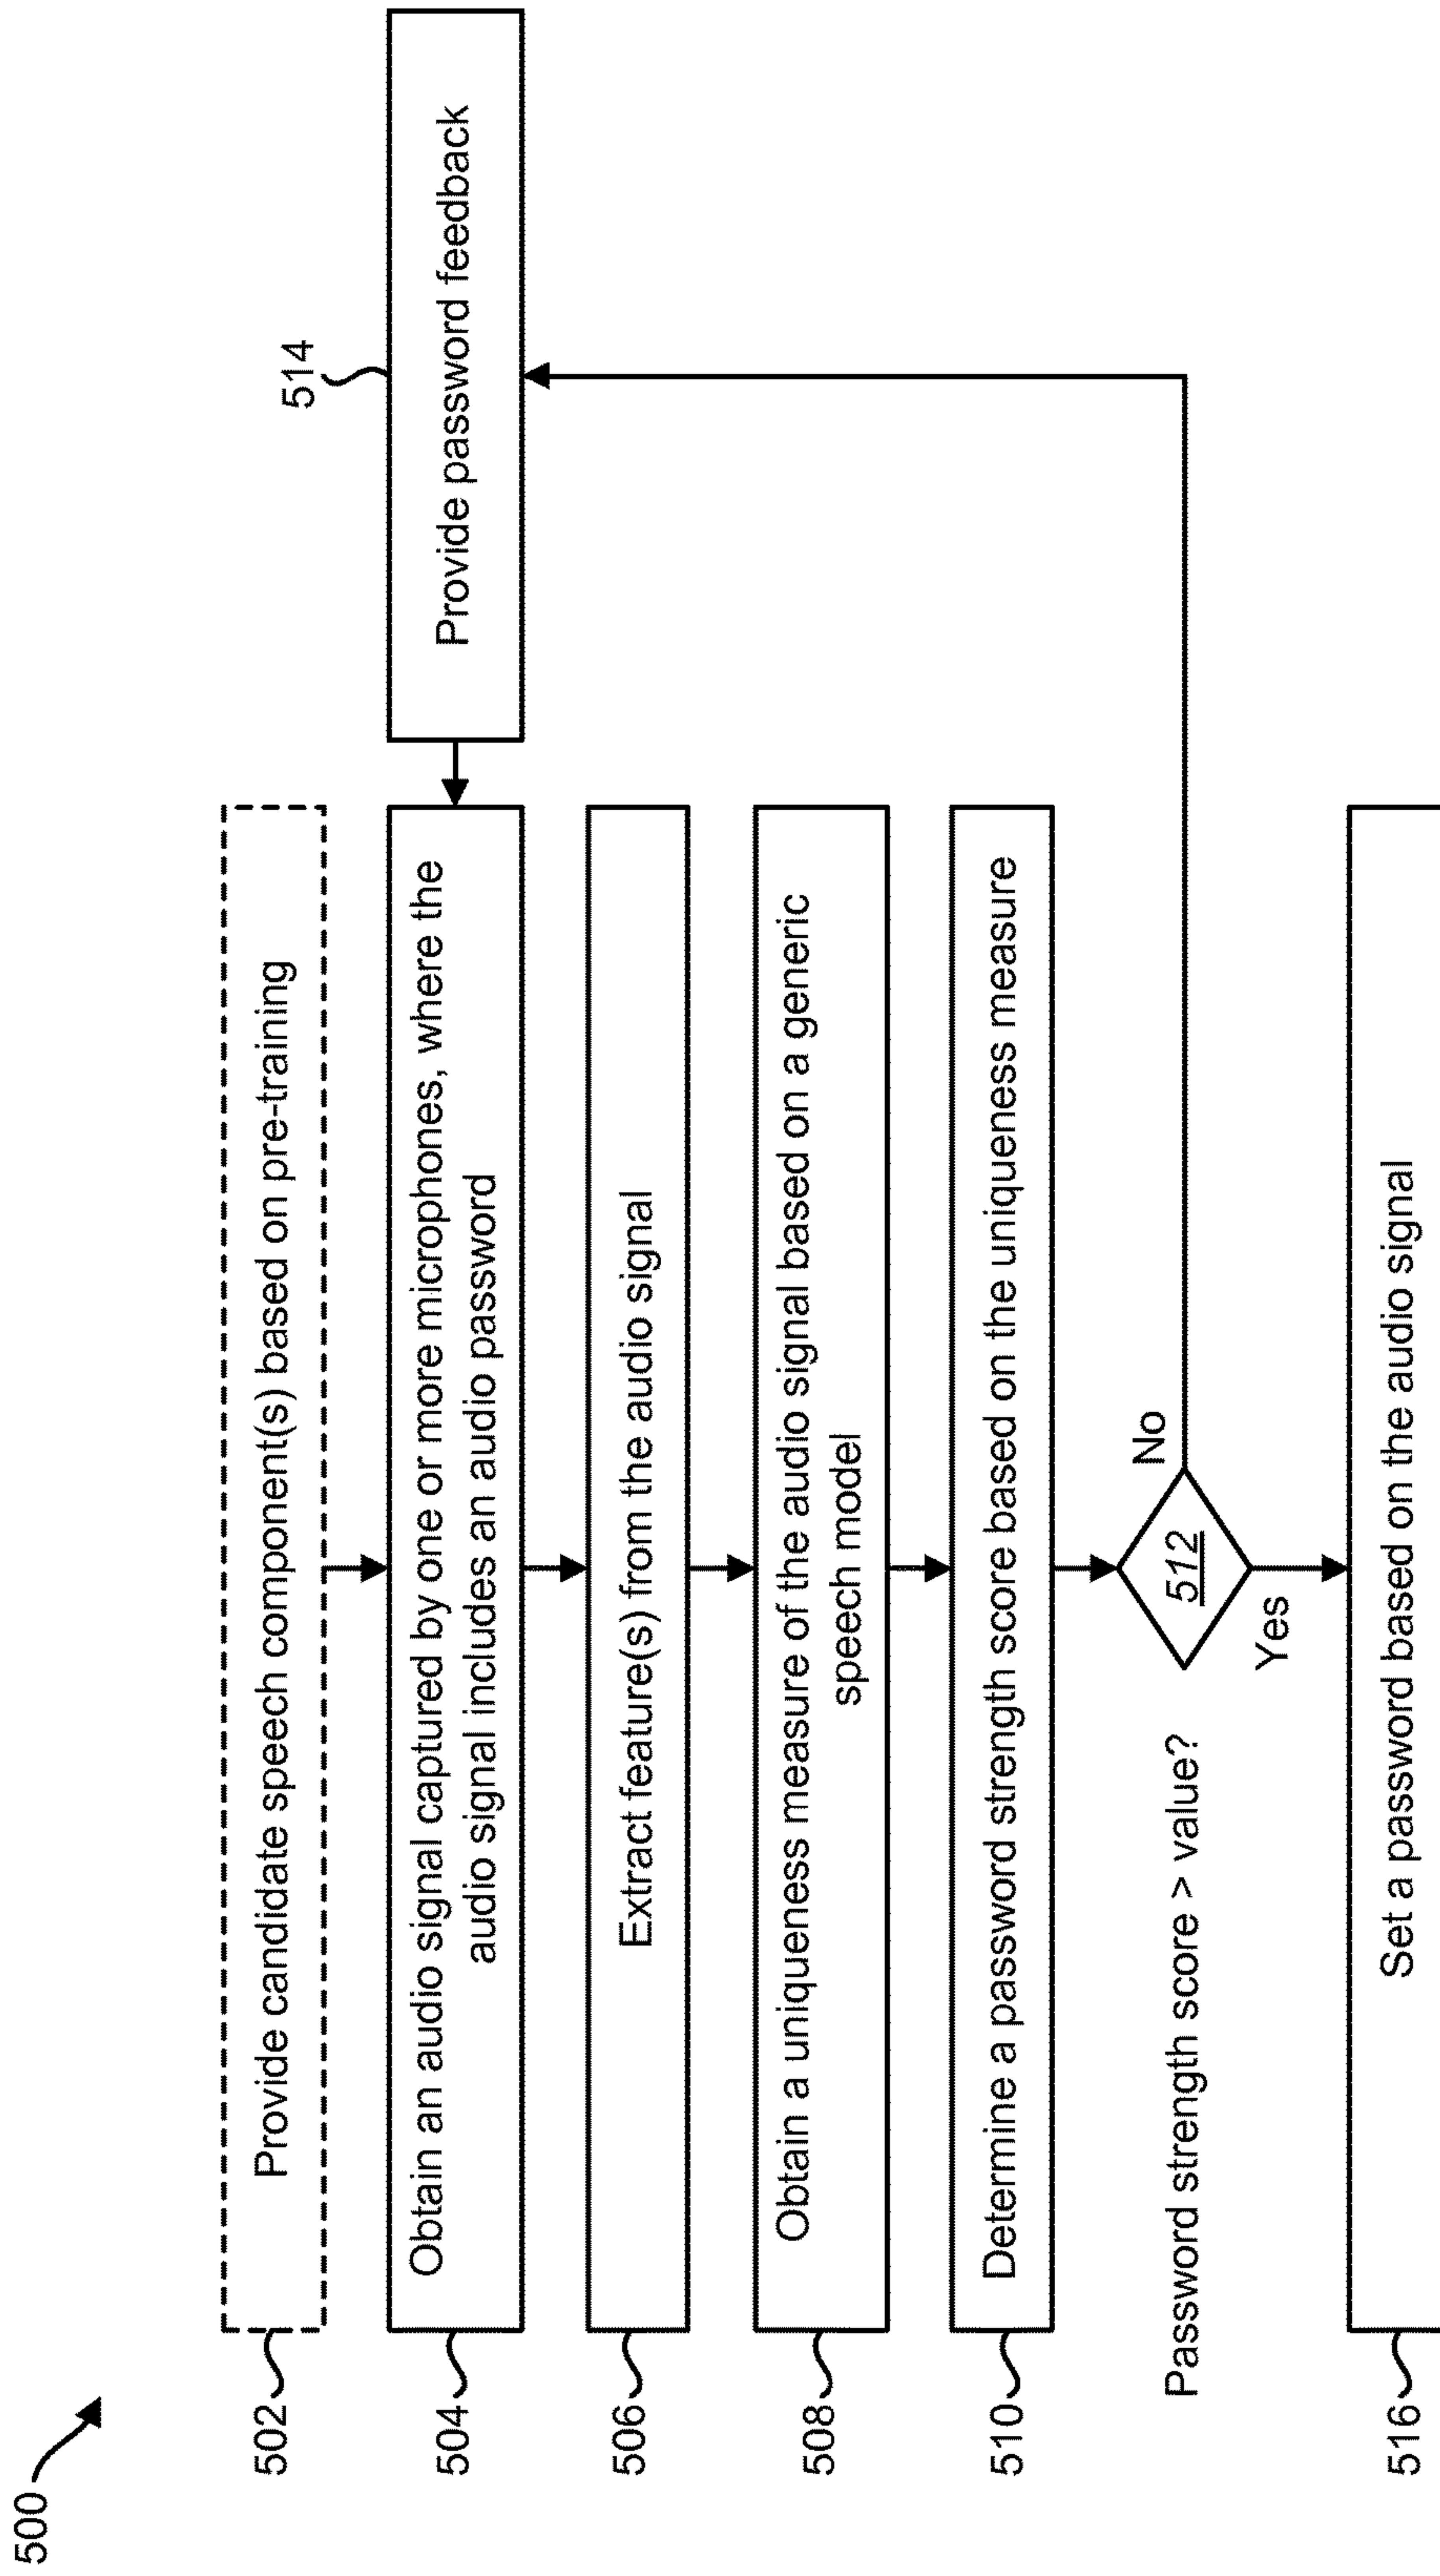 500
502
Provide candidate speech component(s) based on pre-training
504
Obtain an audio signal captured by one or more microphones, where the
audio signal includes an audio password
514
Provide password feedback
506
Extract feature(s) from the audio signal
508
Obtain a uniqueness measure of the audio signal based on a generic
speech model
510
Determine a password strength score based on the uniqueness measure
Password strength score > value?
512
No
Yes
516
Set a password based on the audio signal